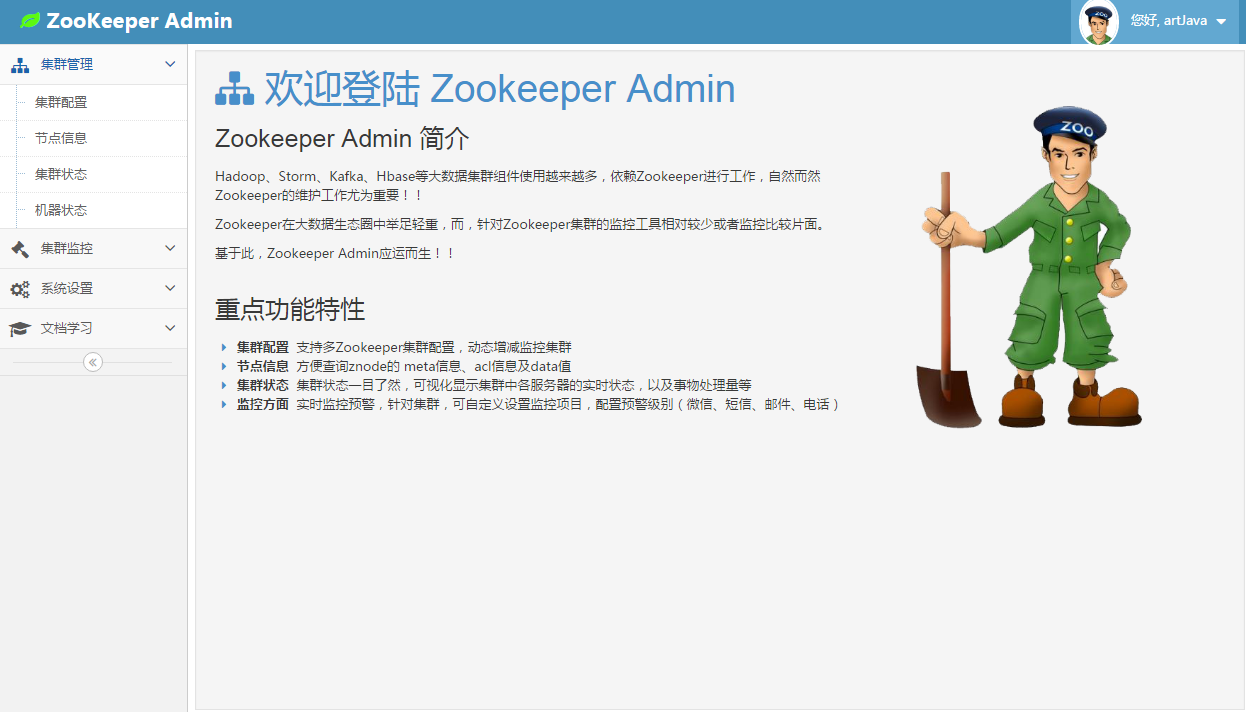 ZooKeeper Admin
ZOO
您好, artJava
集群管理
集群配置
节点信息
集群状态
机器状态
集群监控
系统设置
文档学习
欢迎登陆 Zookeeper Admin
Zookeeper Admin 简介
Hadoop、Storm、Kafka、Hbase等大数据集群组件使用越来越多，依赖Zookeeper进行工作，自然而然
Zookeeper的维护工作尤为重要！！
Zookeeper在大数据生态圈中举足轻重，而，针对Zookeeper集群的监控工具相对较少或者监控比较片面。
基于此，Zookeeper Admin应运而生！！
重点功能特性
集群配置 支持多Zookeeper集群配置，动态增减监控集群
节点信息 方便查询znode的 meta信息、acl信息及data值
集群状态 集群状态一目了然，可视化显示集群中各服务器的实时状态，以及事物处理量等
监控方面 实时监控预警，针对集群，可自定义设置监控项目，配置预警级别（微信、短信、邮件、电话）
ZOO